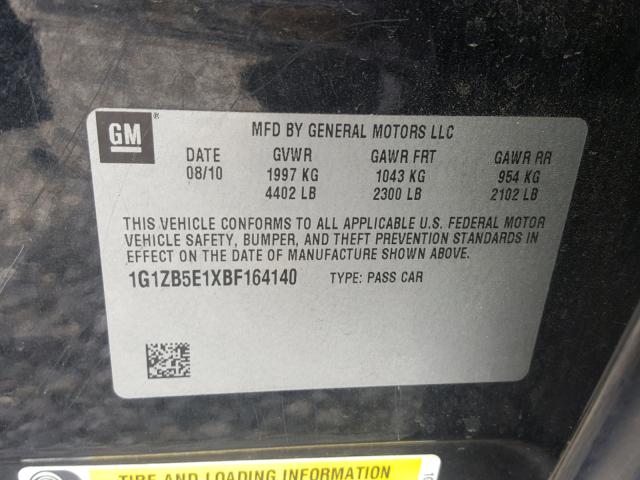 GM®
MFD BY GENERAL MOTORS LLC
DATE GVWR GAWR FRT GAWR RR
08/10 1997 KG 1043 KG 954 KG
4402 LB 2300 LB 2102 LB
THIS VEHICLE CONFORMS TO ALL APPLICABLE U.S. FEDERAL MOTOR
VEHICLE SAFETY, BUMPER, AND THEFT PREVENTION STANDARDS IN
EFFECT ON THE DATE OF MANUFACTURE SHOWN ABOVE.
1G1ZB5E1XBF164140 TYPE: PASS CAR
TIRE AND LOADING INFORMATION